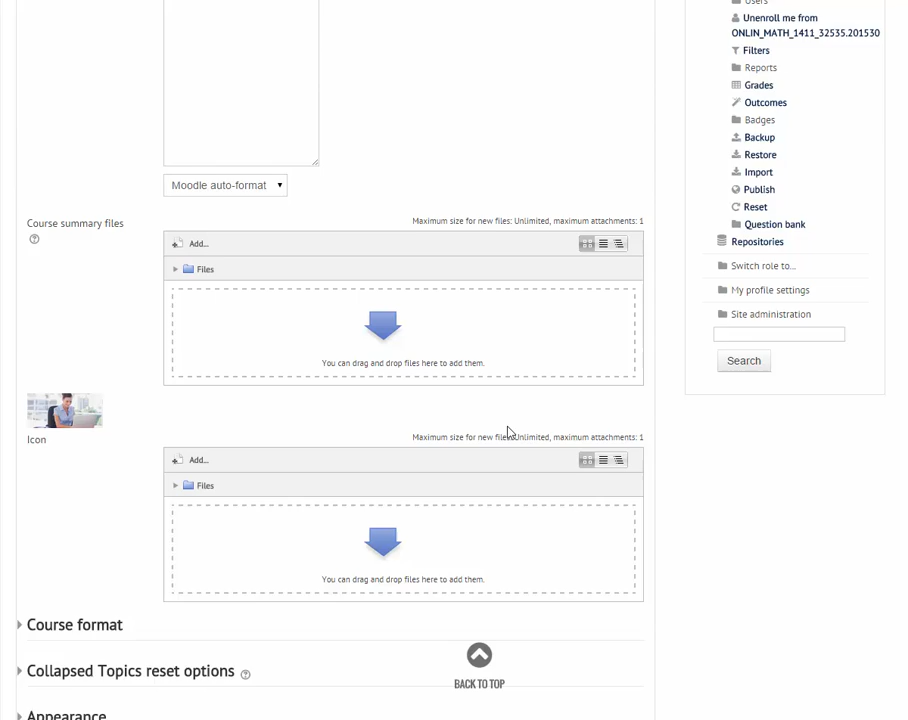 Moodle auto-format
Course summary files
Maximum size for new files: Unlimited, maximum attachments: 1
Add...
Files
You can drag and drop files here to add them.
Icon
Maximum size for new files: Unlimited, maximum attachments: 1
Add...
Files
You can drag and drop files here to add them.
Course format
Collapsed Topics reset options
BACK TO TOP
Appearance
Users
Unenroll me from
ONLIN_MATH_1411_32535.201530
Filters
Reports
Grades
Outcomes
Badges
Backup
Restore
Import
Publish
Reset
Question bank
Repositories
Switch role to...
My profile settings
Site administration
Search